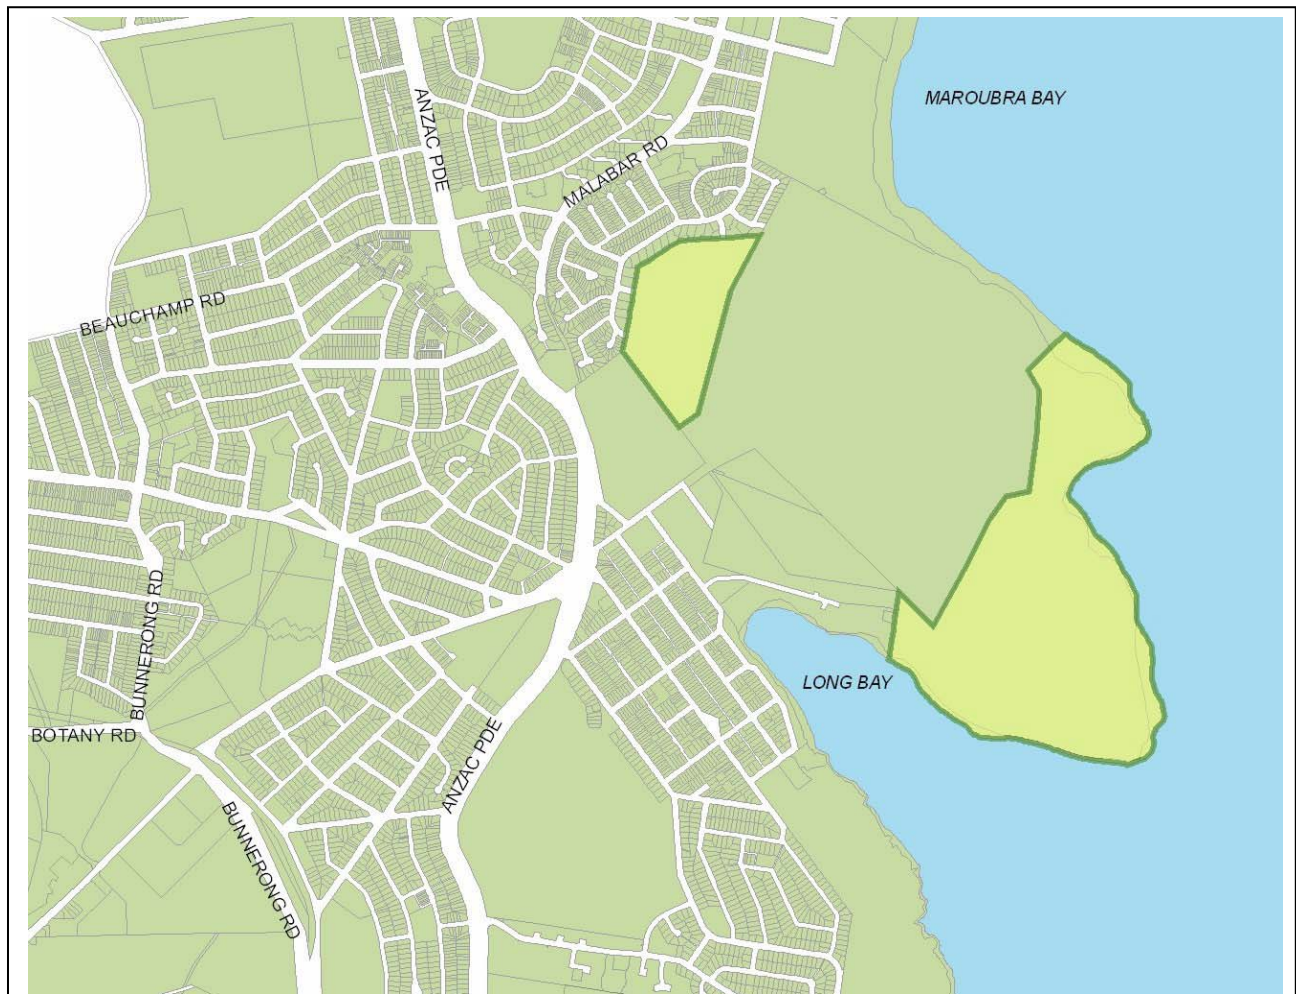 MAROUBRA BAY
ANZAC PDE
MALABAR RD
BEAUCHAMP RD
BUNNERONG RD
LONG BAY
BOTANY RD
ANZAC PDE
BUNNERONG RD